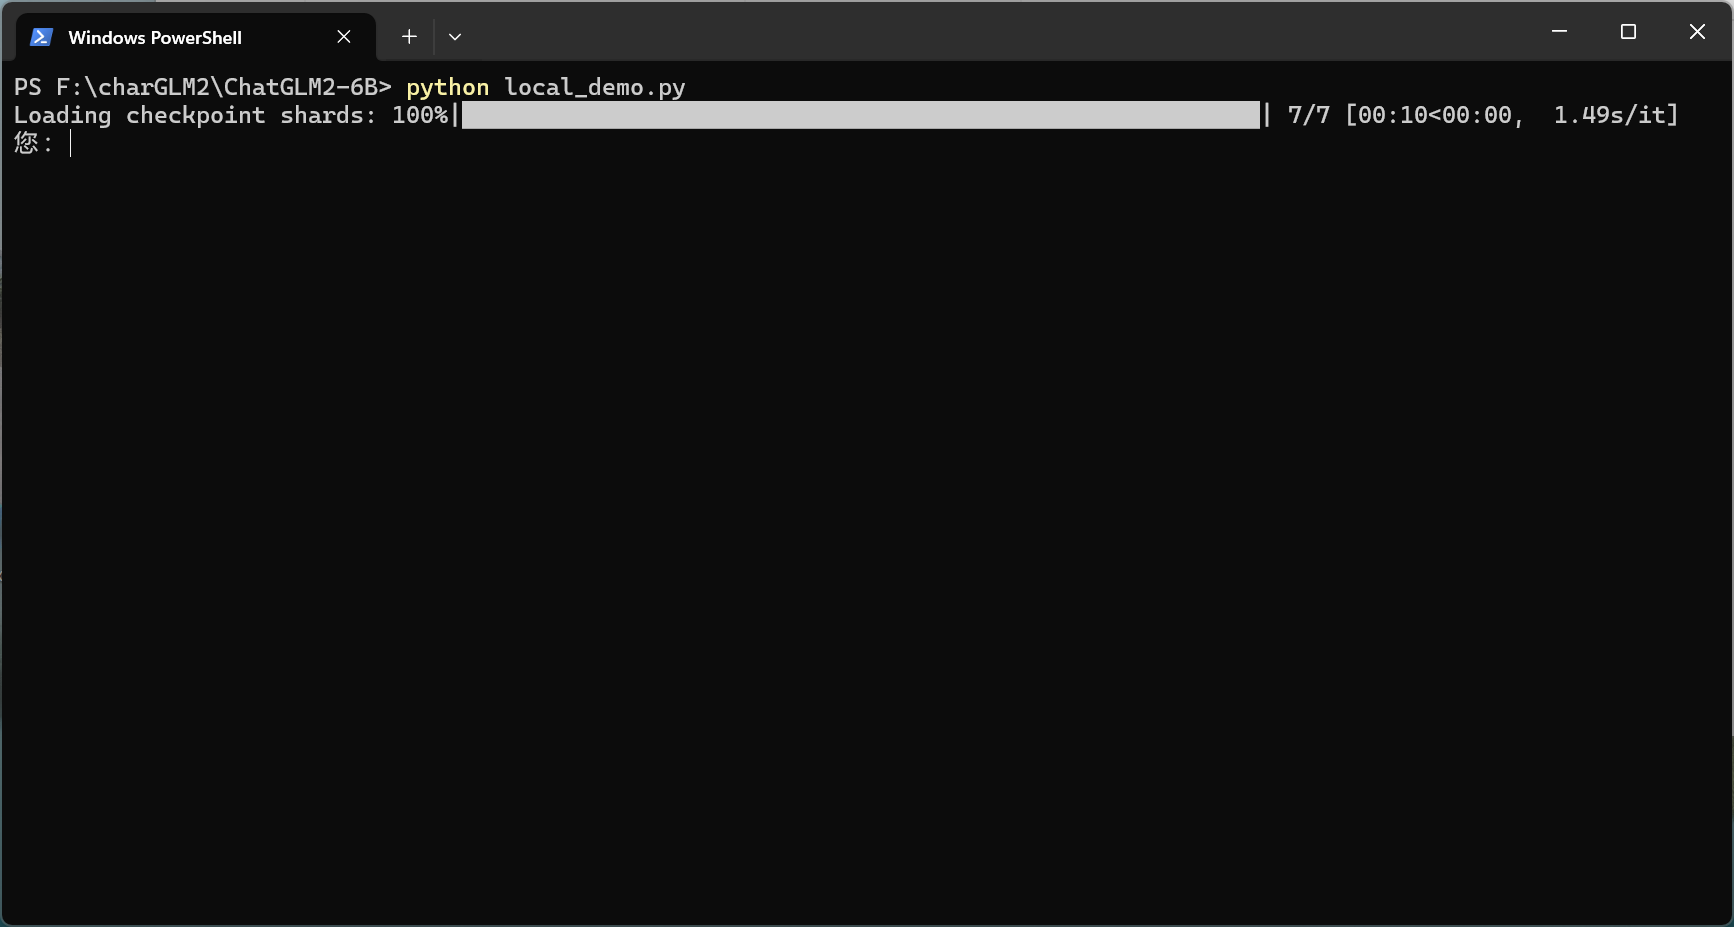 Windows PowerShell
PS F:\charGLM2\ChatGLM2-6B> python local_demo.py
Loading checkpoint shards: 100%|| 7/7 [00:10<00:00,  1.49s/it]
您：